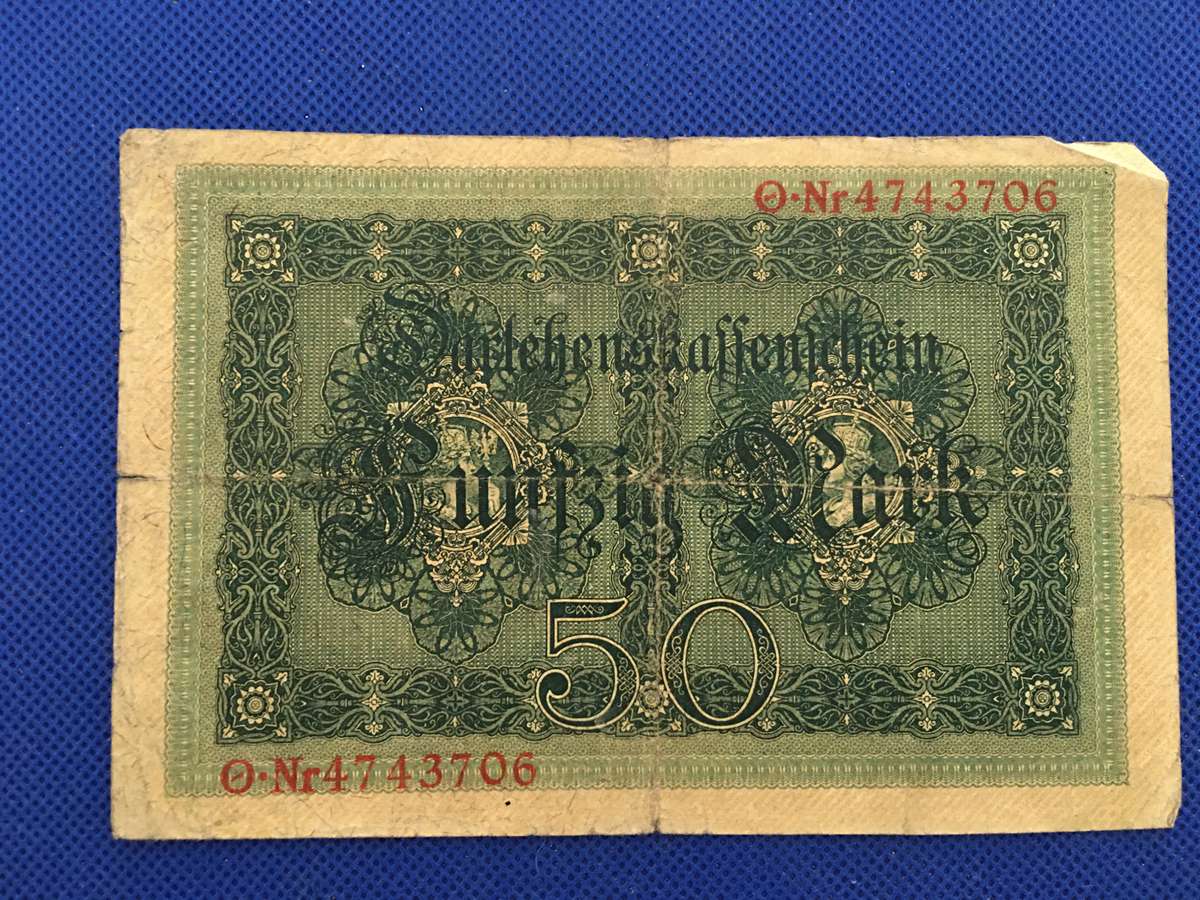 Θ·Nr4743706
Darlehenskassenschein
Fünfzig Mark
50
Θ·Nr4743706